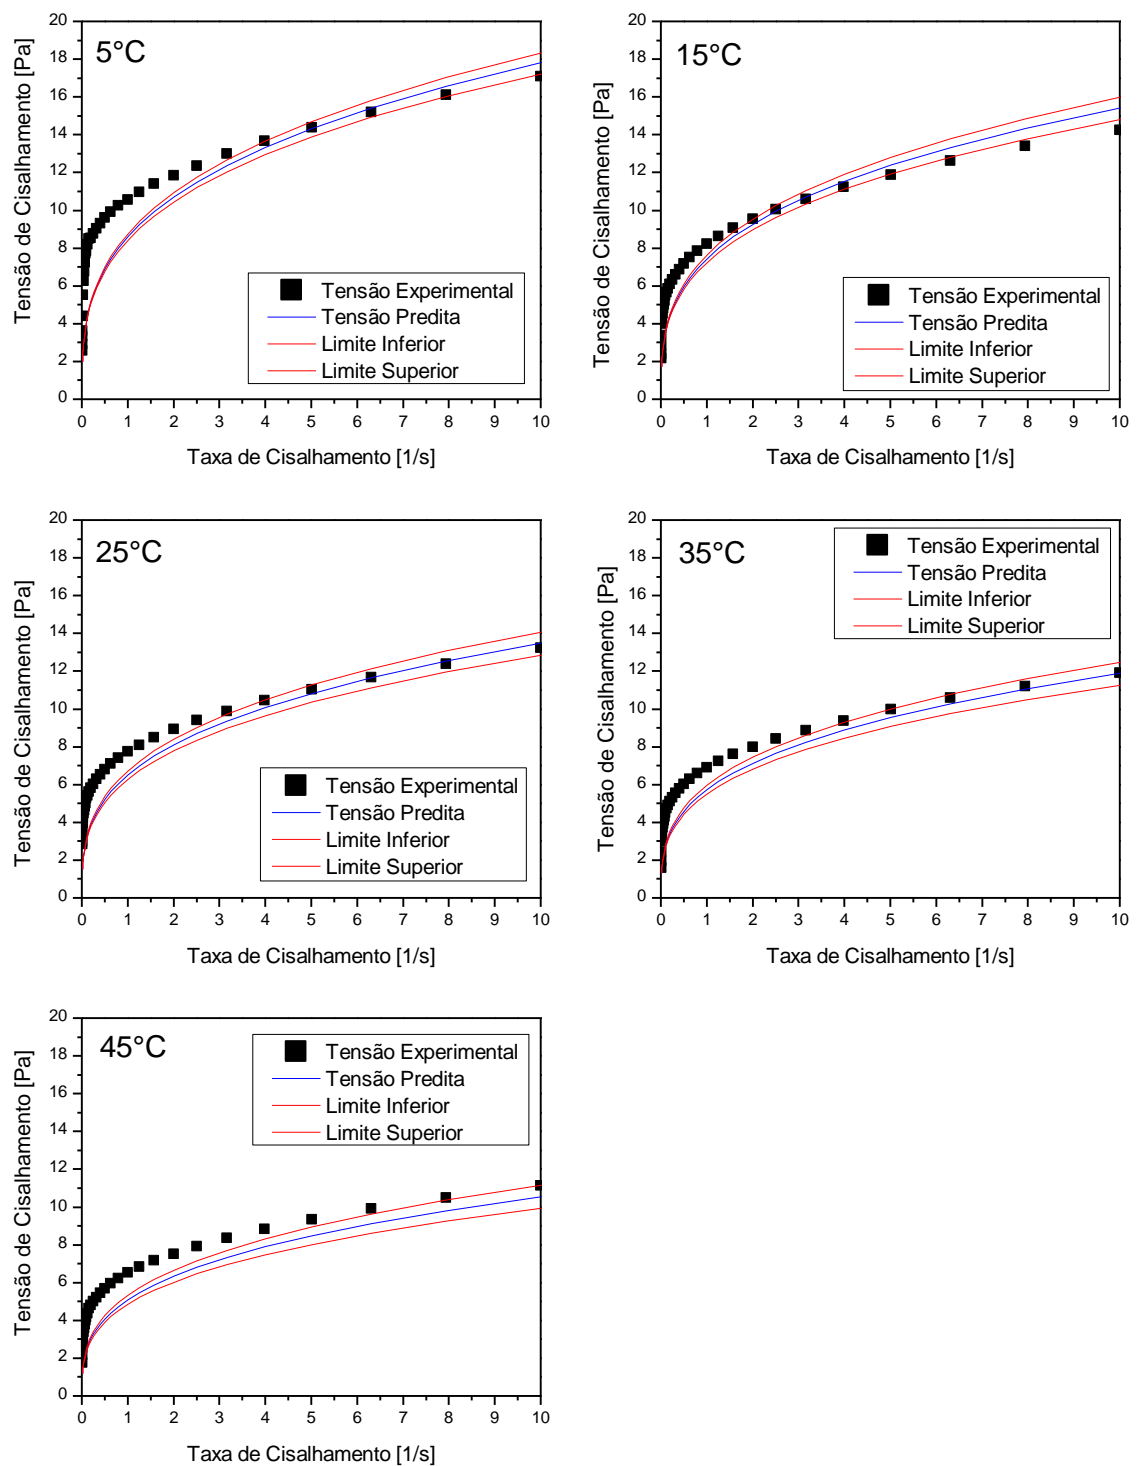 5°C
Tensão de Cisalhamento [Pa]
20
18
16
14
12
10
8
6
4
2
0
Tensão Experimental
Tensão Predita
Limite Inferior
Limite Superior
0 1 2 3 4 5 6 7 8 9 10
Taxa de Cisalhamento [1/s]
15°C
Tensão de Cisalhamento [Pa]
20
18
16
14
12
10
8
6
4
2
0
Tensão Experimental
Tensão Predita
Limite Inferior
Limite Superior
0 1 2 3 4 5 6 7 8 9 10
Taxa de Cisalhamento [1/s]
25°C
Tensão de Cisalhamento [Pa]
20
18
16
14
12
10
8
6
4
2
0
Tensão Experimental
Tensão Predita
Limite Inferior
Limite Superior
0 1 2 3 4 5 6 7 8 9 10
Taxa de Cisalhamento [1/s]
35°C
Tensão de Cisalhamento [Pa]
20
18
16
14
12
10
8
6
4
2
0
Tensão Experimental
Tensão Predita
Limite Inferior
Limite Superior
0 1 2 3 4 5 6 7 8 9 10
Taxa de Cisalhamento [1/s]
45°C
Tensão de Cisalhamento [Pa]
20
18
16
14
12
10
8
6
4
2
0
Tensão Experimental
Tensão Predita
Limite Inferior
Limite Superior
0 1 2 3 4 5 6 7 8 9 10
Taxa de Cisalhamento [1/s]